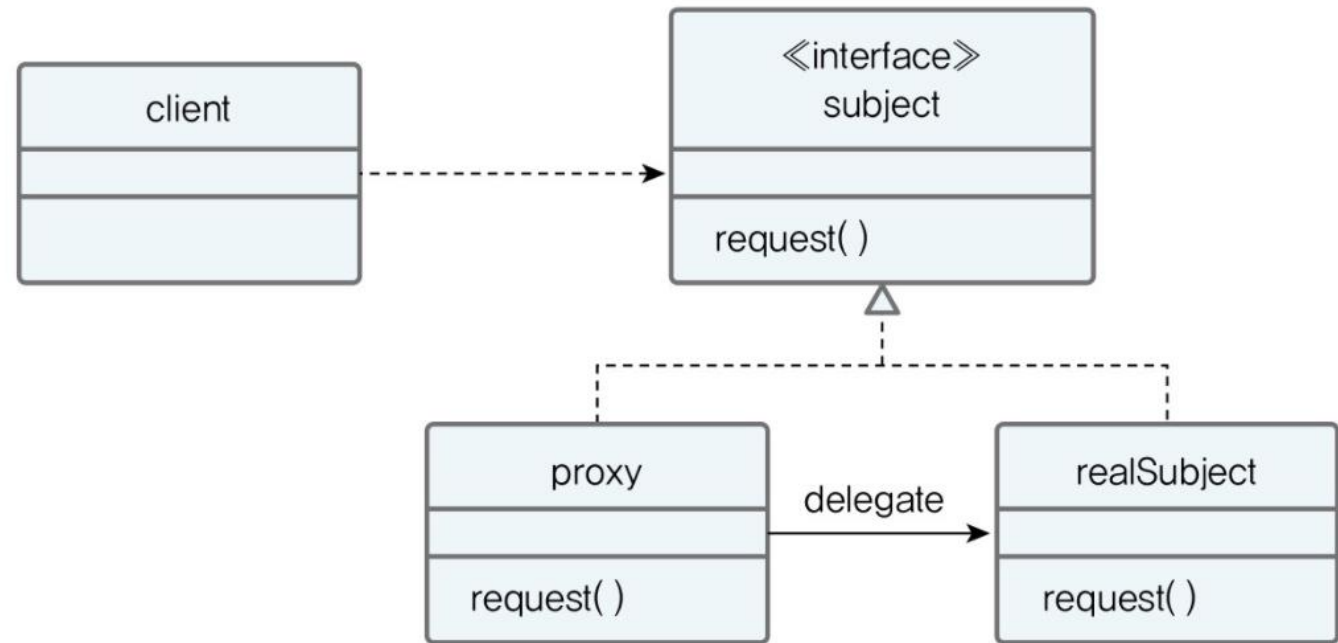 client
≪interface≫
subject
request( )
proxy
delegate
realSubject
request( )
request( )